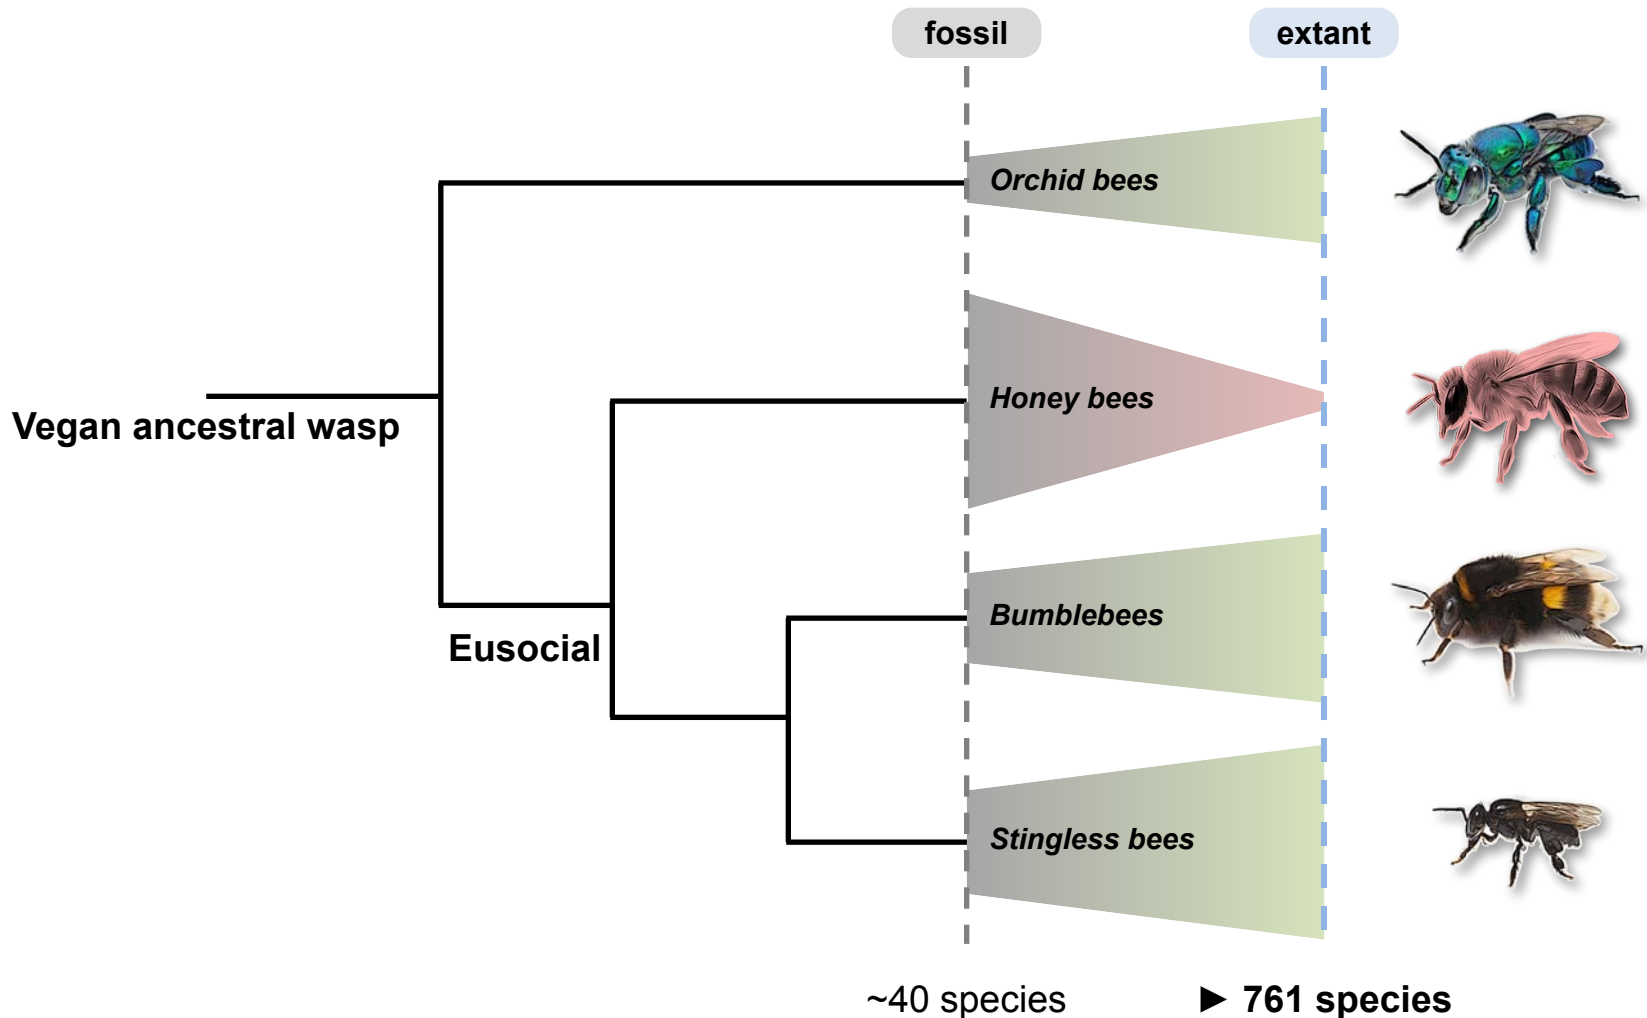 fossil
extant
Orchid bees
Honey bees
Vegan ancestral wasp
Bumblebees
Eusocial
Stingless bees
~40 species
► 761 species